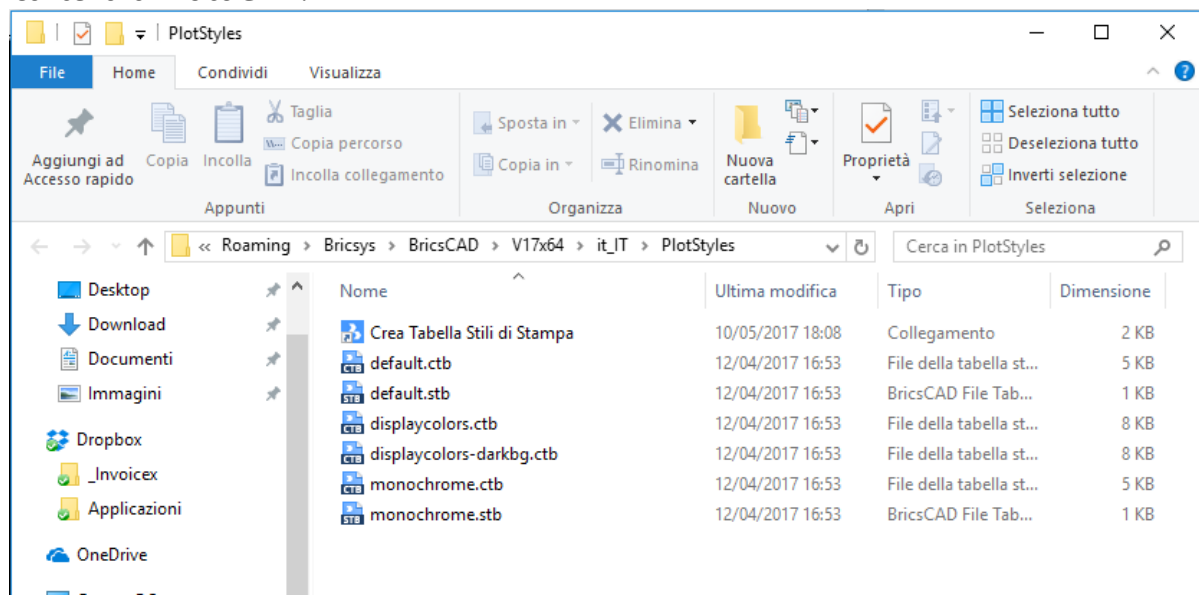 PlotStyles
File Home Condividi Visualizza
Aggiungi ad Accesso rapido
Copia
Incolla
Taglia
Copia percorso
Incolla collegamento
Appunti
Sposta in
Copia in
Elimina
Rinomina
Organizza
Nuova cartella
Nuovo
Proprietà
Apri
Seleziona tutto
Deseleziona tutto
Inverti selezione
Seleziona
« Roaming > Bricsys > BricsCAD > V17x64 > it_IT > PlotStyles
Cerca in PlotStyles
Desktop
Download
Documenti
Immagini
Dropbox
_Invoicex
Applicazioni
OneDrive
Nome Ultima modifica Tipo Dimensione
Crea Tabella Stili di Stampa 10/05/2017 18:08 Collegamento 2 KB
default.ctb 12/04/2017 16:53 File della tabella st... 5 KB
default.stb 12/04/2017 16:53 BricsCAD File Tab... 1 KB
displaycolors.ctb 12/04/2017 16:53 File della tabella st... 8 KB
displaycolors-darkbg.ctb 12/04/2017 16:53 File della tabella st... 8 KB
monochrome.ctb 12/04/2017 16:53 File della tabella st... 5 KB
monochrome.stb 12/04/2017 16:53 BricsCAD File Tab... 1 KB